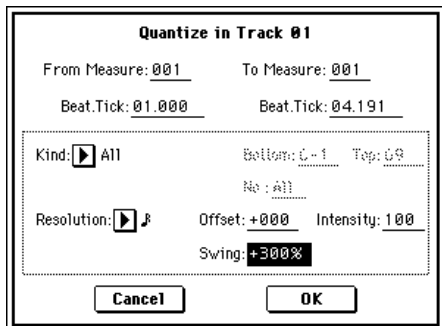 Quantize in Track 01
From Measure: 001 To Measure: 001
Beat.Tick: 01.000 Beat.Tick: 04.191
Kind: All Bottom: C-1 Top: G9
No.: All
Resolution: Offset: +000 Intensity: 100
Swing: +300%
Cancel OK